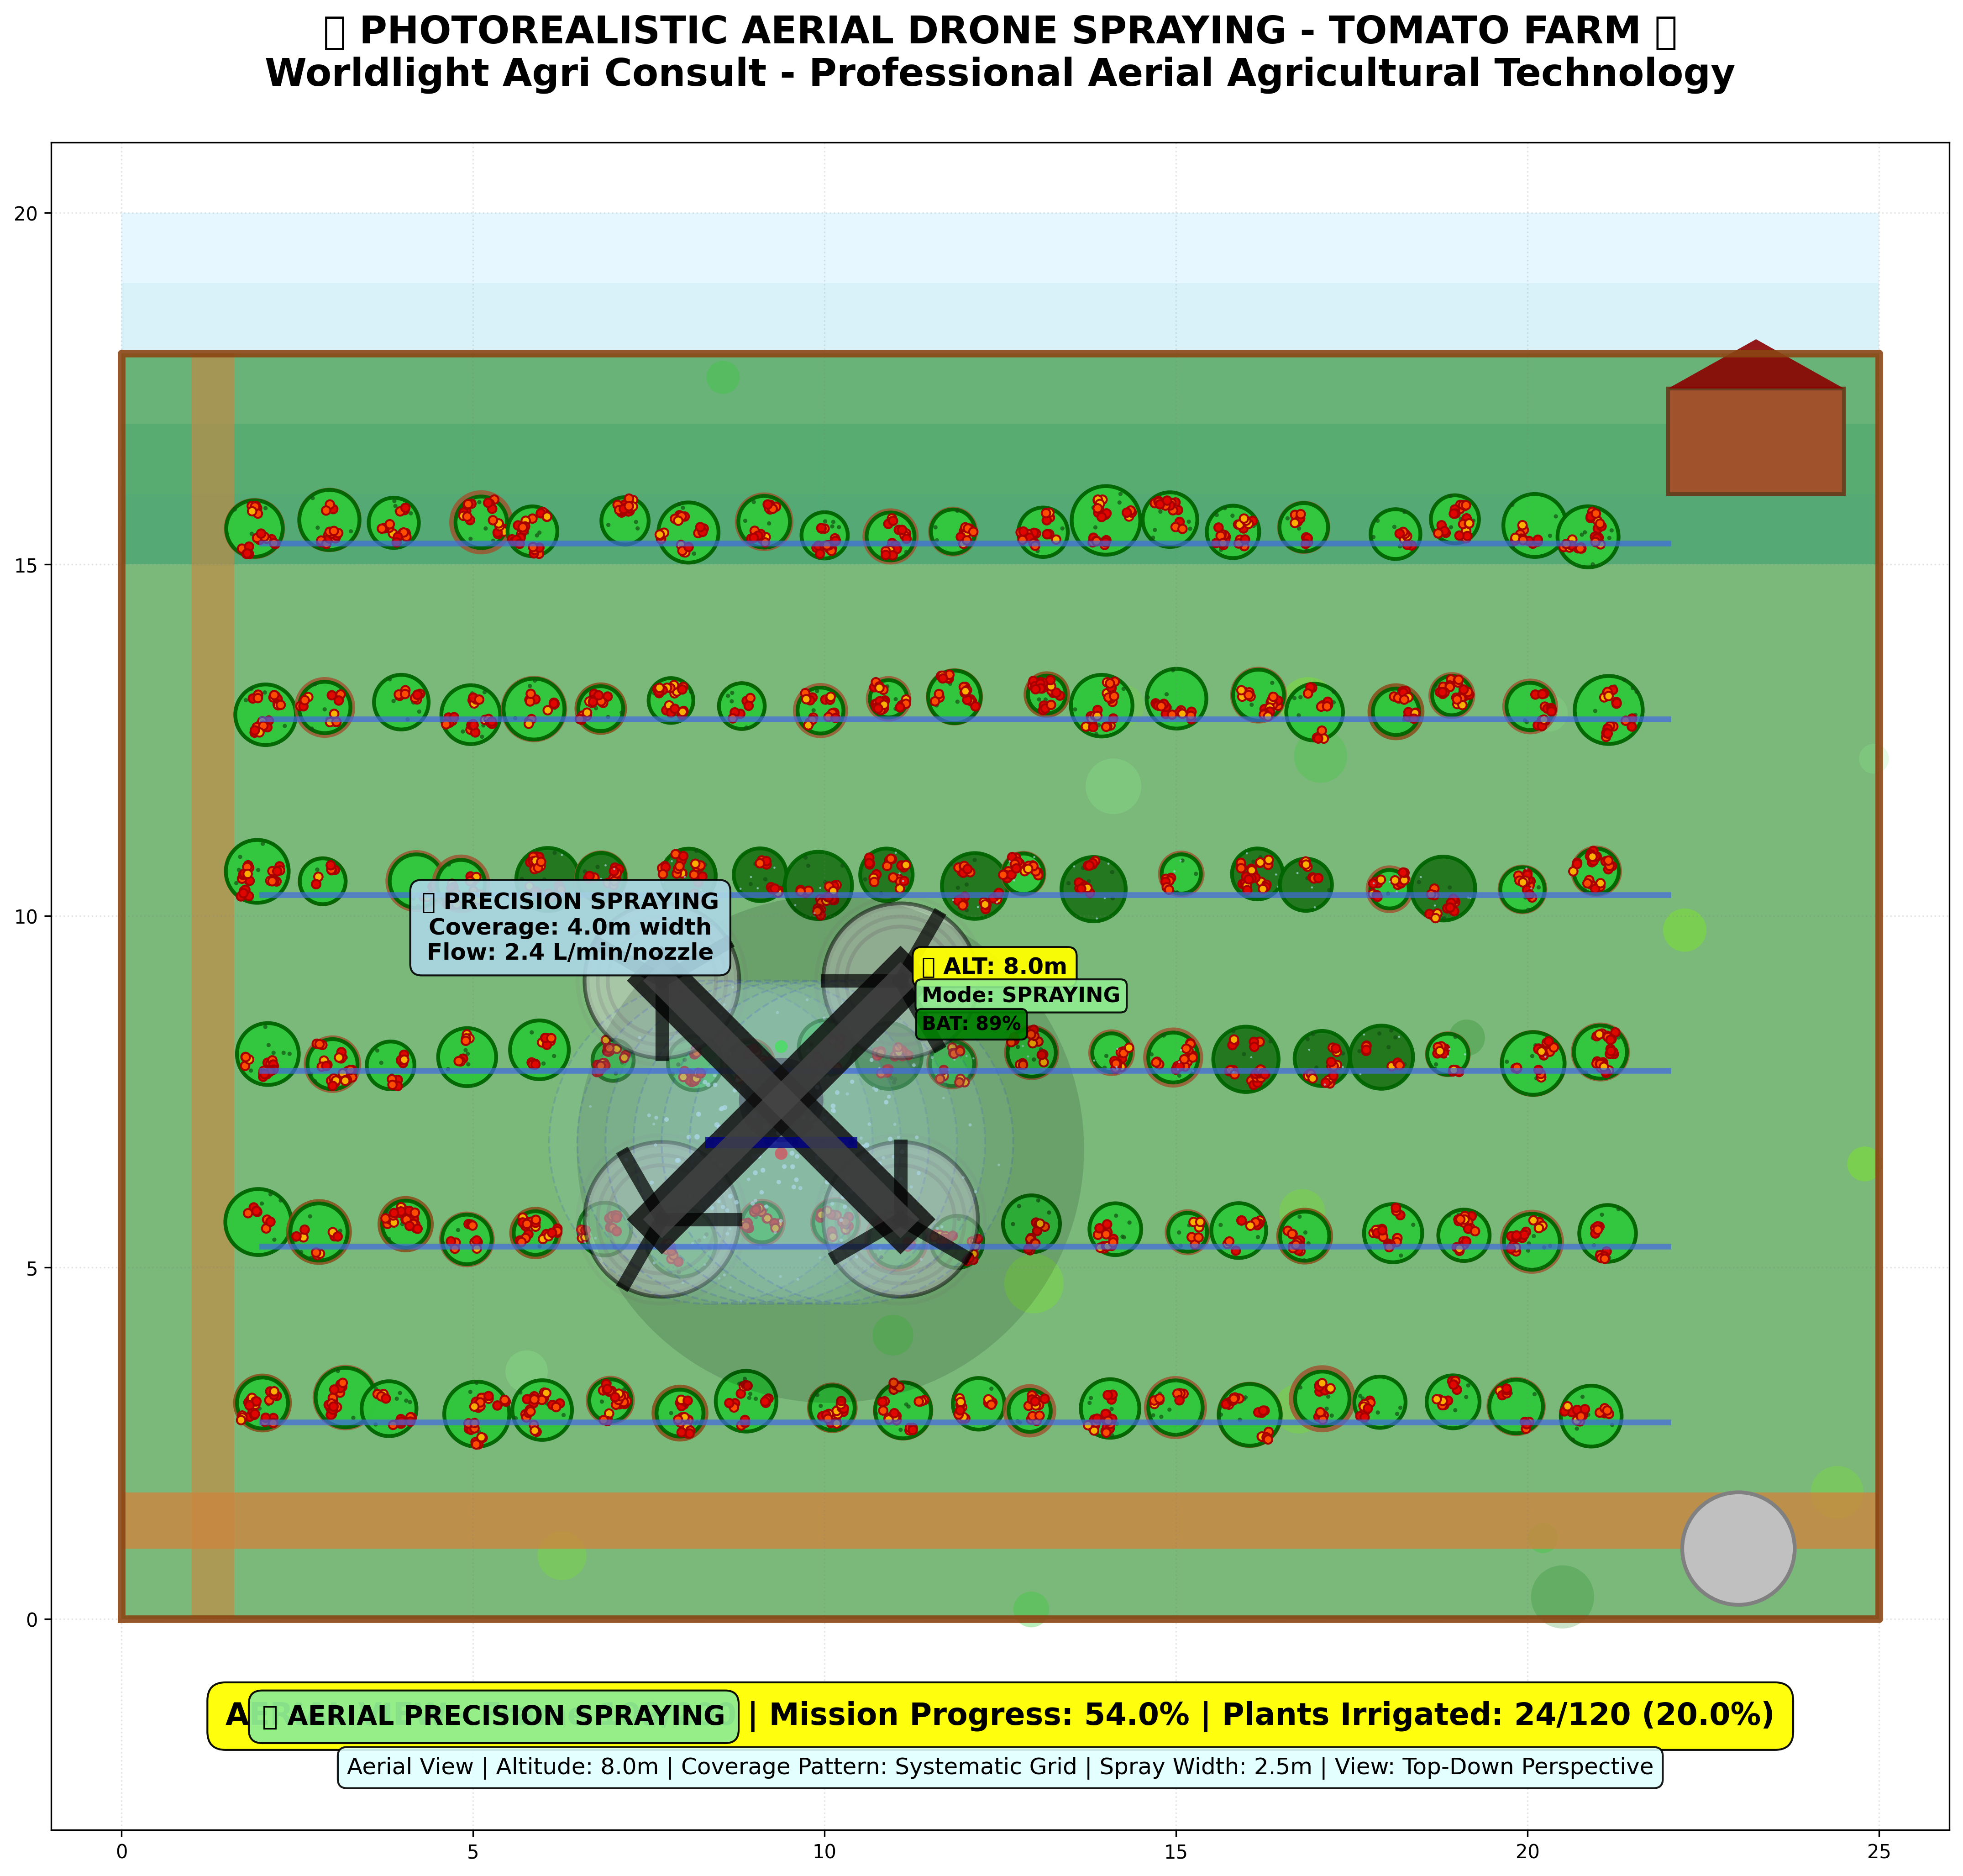 PHOTOREALISTIC AERIAL DRONE SPRAYING - TOMATO FARM
Worldlight Agri Consult - Professional Aerial Agricultural Technology
20
15
10
5
0
PRECISION SPRAYING
Coverage: 4.0m width
Flow: 2.4 L/min/nozzle
ALT: 8.0m
Mode: SPRAYING
BAT: 89%
AERIAL PRECISION SPRAYING | Mission Progress: 54.0% | Plants Irrigated: 24/120 (20.0%)
Aerial View | Altitude: 8.0m | Coverage Pattern: Systematic Grid | Spray Width: 2.5m | View: Top-Down Perspective
0 5 10 15 20 25